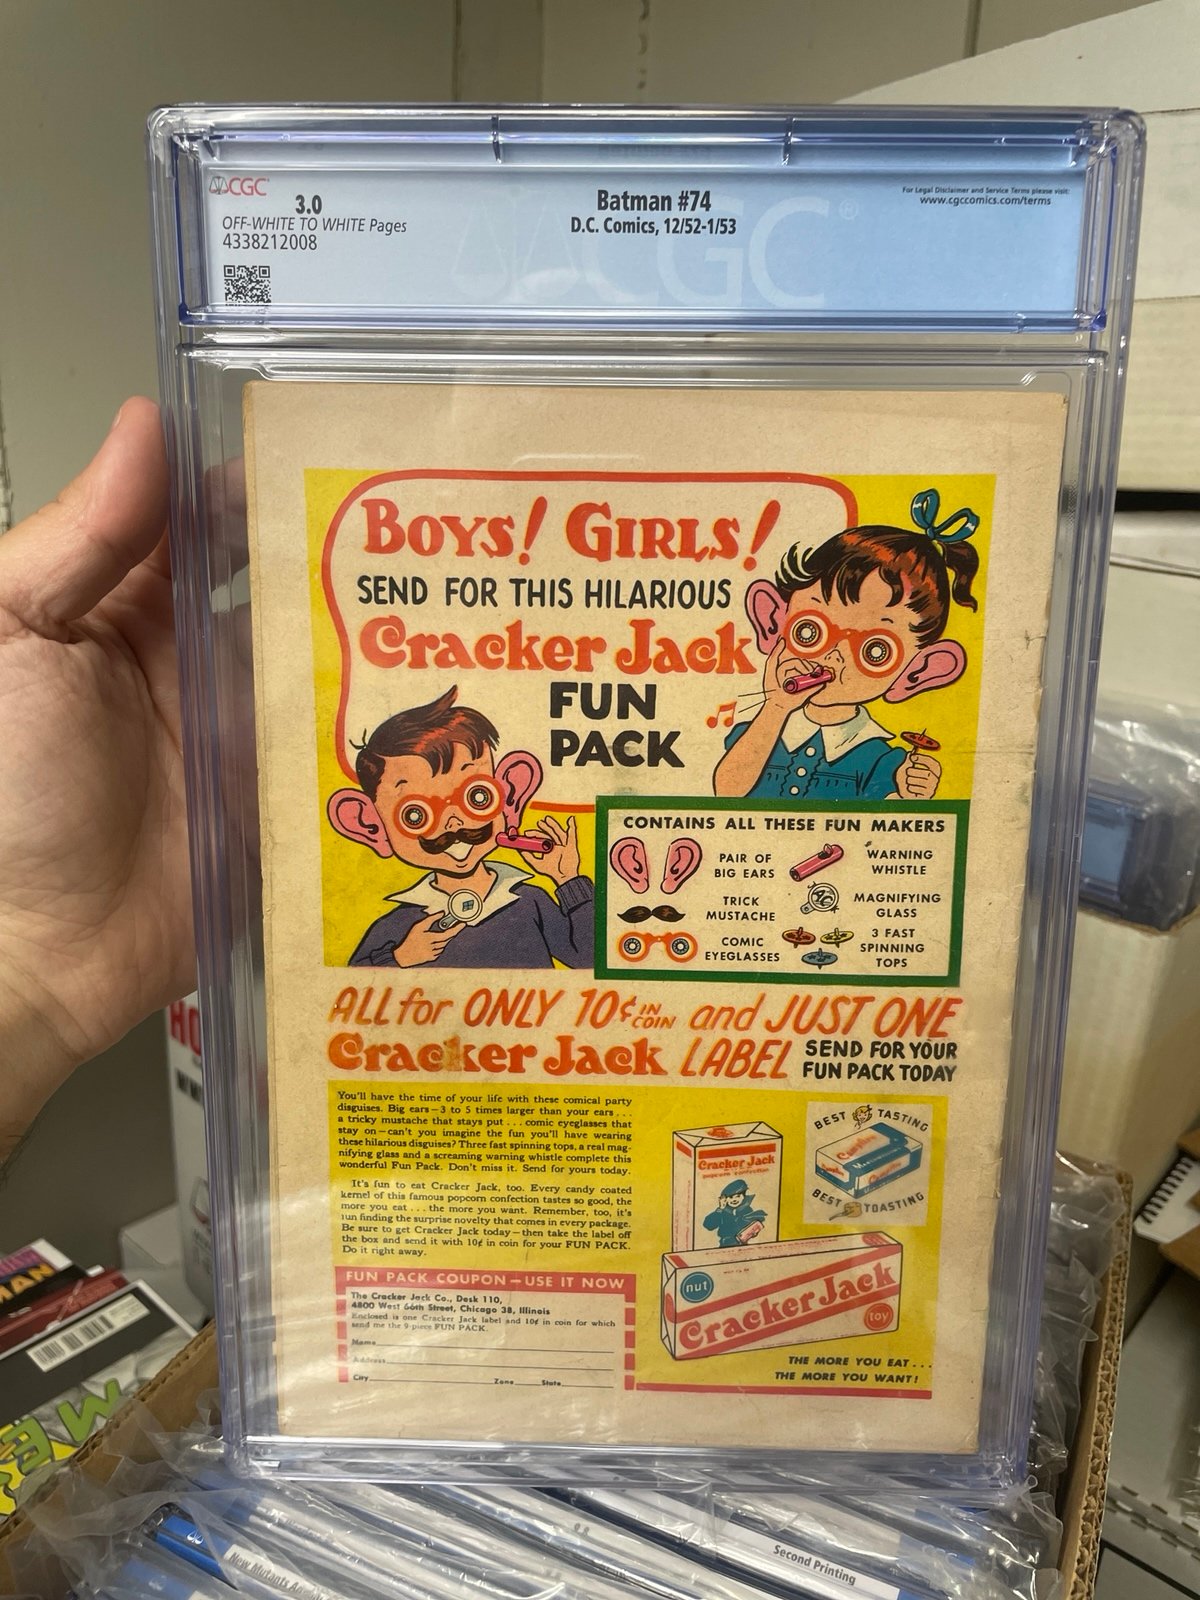 CGC
3.0
OFF-WHITE TO WHITE Pages
4338212008
Batman #74
D.C. Comics, 12/52-1/53
For Legal Disclaimer and Service Terms please visit:
www.cgccomics.com/terms
CGC®
BOYS! GIRLS!
SEND FOR THIS HILARIOUS
Cracker Jack
FUN
PACK
CONTAINS ALL THESE FUN MAKERS
PAIR OF
BIG EARS
WARNING
WHISTLE
TRICK
MUSTACHE
MAGNIFYING
GLASS
COMIC
EYEGLASSES
3 FAST
SPINNING
TOPS
ALL for ONLY 10¢ IN COIN and JUST ONE
Cracker Jack LABEL SEND FOR YOUR
FUN PACK TODAY
You'll have the time of your life with these comical party
disguises. Big ears—3 to 5 times larger than your ears...
a tricky mustache that stays put...comic eyeglasses that
stay on—can't you imagine the fun you'll have wearing
these hilarious disguises? Three fast spinning tops, a real mag-
nifying glass and a screaming warning whistle complete this
wonderful Fun Pack. Don't miss it. Send for yours today.
It's fun to eat Cracker Jack, too. Every candy coated
kernel of this famous popcorn confection tastes so good, the
more you eat...the more you want. Remember, too, it's
fun finding the surprise novelty that comes in every package.
Be sure to get Cracker Jack today—then take the label off
the box and send it with 10¢ in coin for your FUN PACK.
Do it right away.
BEST TASTING
Campfire
BEST TOASTING
Cracker Jack
popcorn confection
nut
Cracker Jack
toy
THE MORE YOU EAT...
THE MORE YOU WANT!
FUN PACK COUPON—USE IT NOW
The Cracker Jack Co., Desk 110,
4800 West 66th Street, Chicago 38, Illinois
Enclosed is one Cracker Jack label and 10¢ in coin for which
send me the 9-piece FUN PACK.
Name
Address
City Zone State
MAN
New Mutants
Second Printing